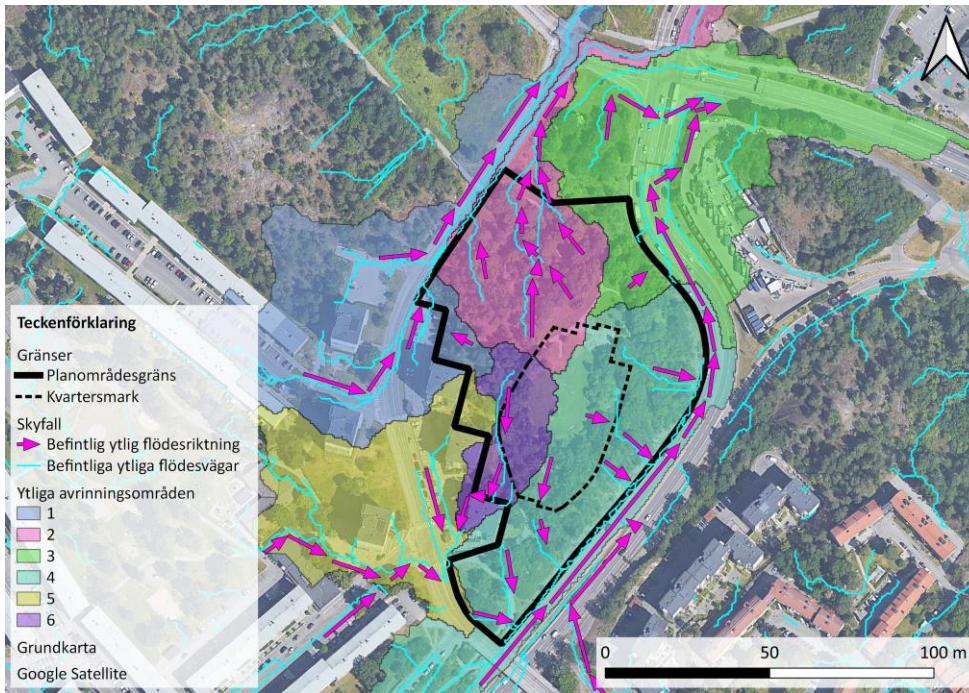 Teckenförklaring
Gränser
Planområdesgräns
Kvartersmark
Skyfall
Befintlig ytlig flödesriktning
Befintliga ytliga flödesvägar
Ytliga avrinningsområden
1
2
3
4
5
6
Grundkarta
Google Satellite
0 50 100 m